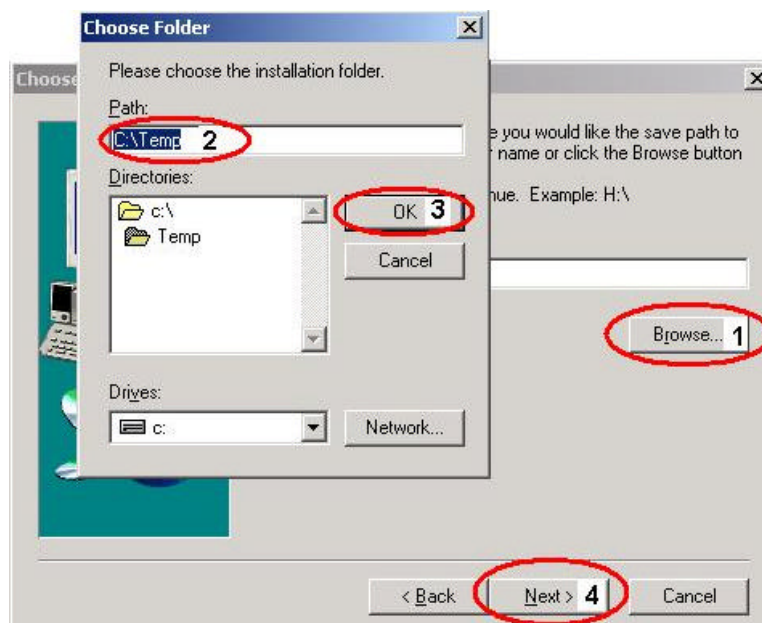 Choose Folder
Please choose the installation folder.
Path:
C:\Temp 2
Directories:
c:\
Temp
OK 3
Cancel
Drives:
c:
Network...
Choose
e you would like the save path to
name or click the Browse button
nue. Example: H:\
Browse... 1
< Back
Next > 4
Cancel